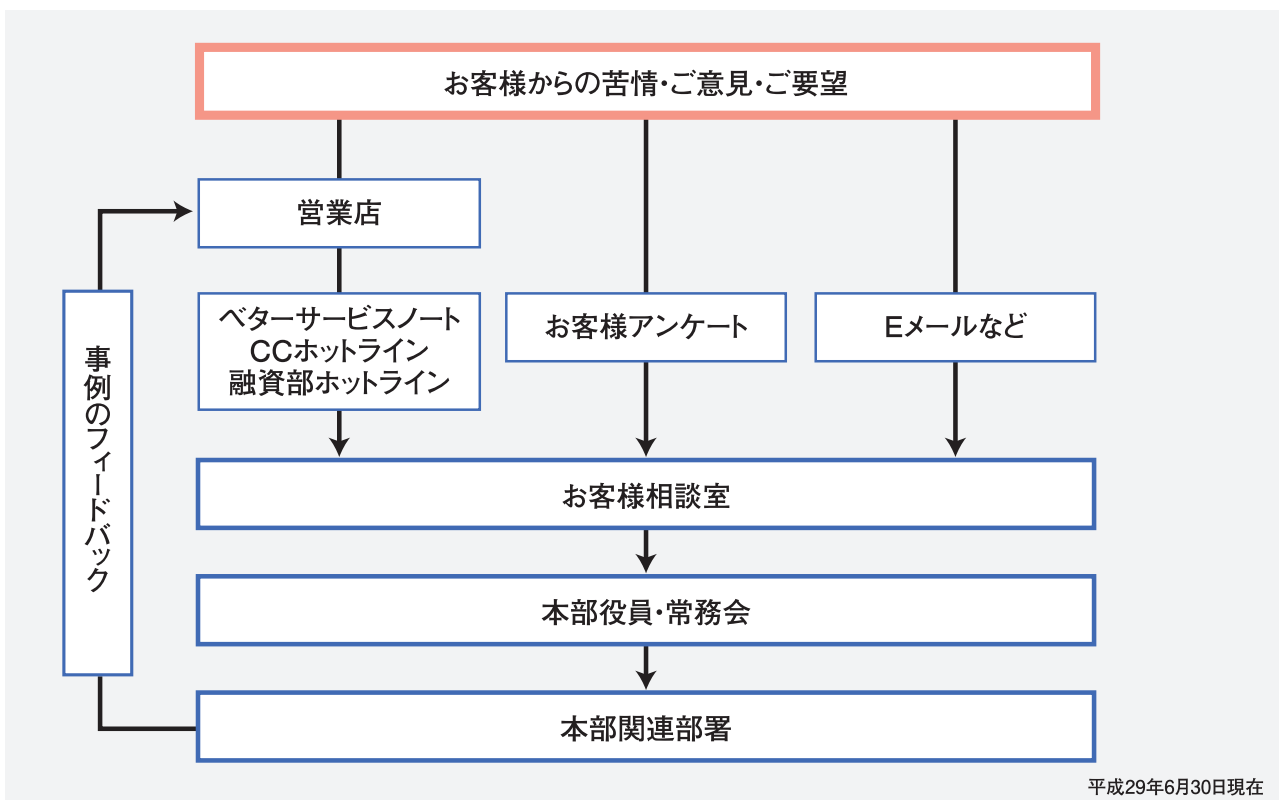 お客様からの苦情・ご意見・ご要望
営業店
ベターサービスノート
CCホットライン
融資部ホットライン
お客様アンケート
Eメールなど
事例のフィードバック
お客様相談室
本部役員・常務会
本部関連部署
平成29年6月30日現在